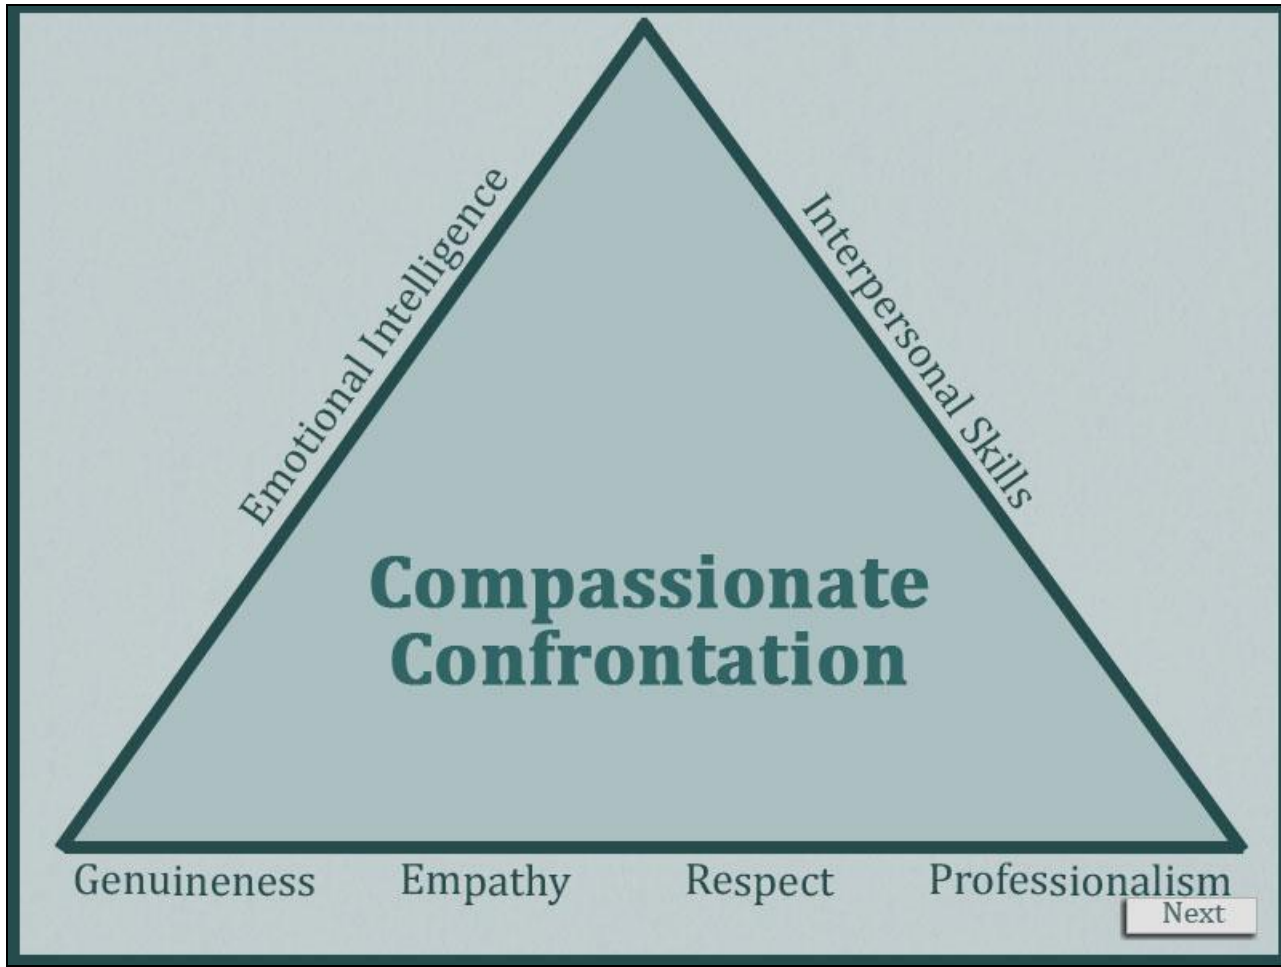 Emotional Intelligence
Interpersonal Skills
Compassionate
Confrontation
Genuineness Empathy Respect Professionalism
Next